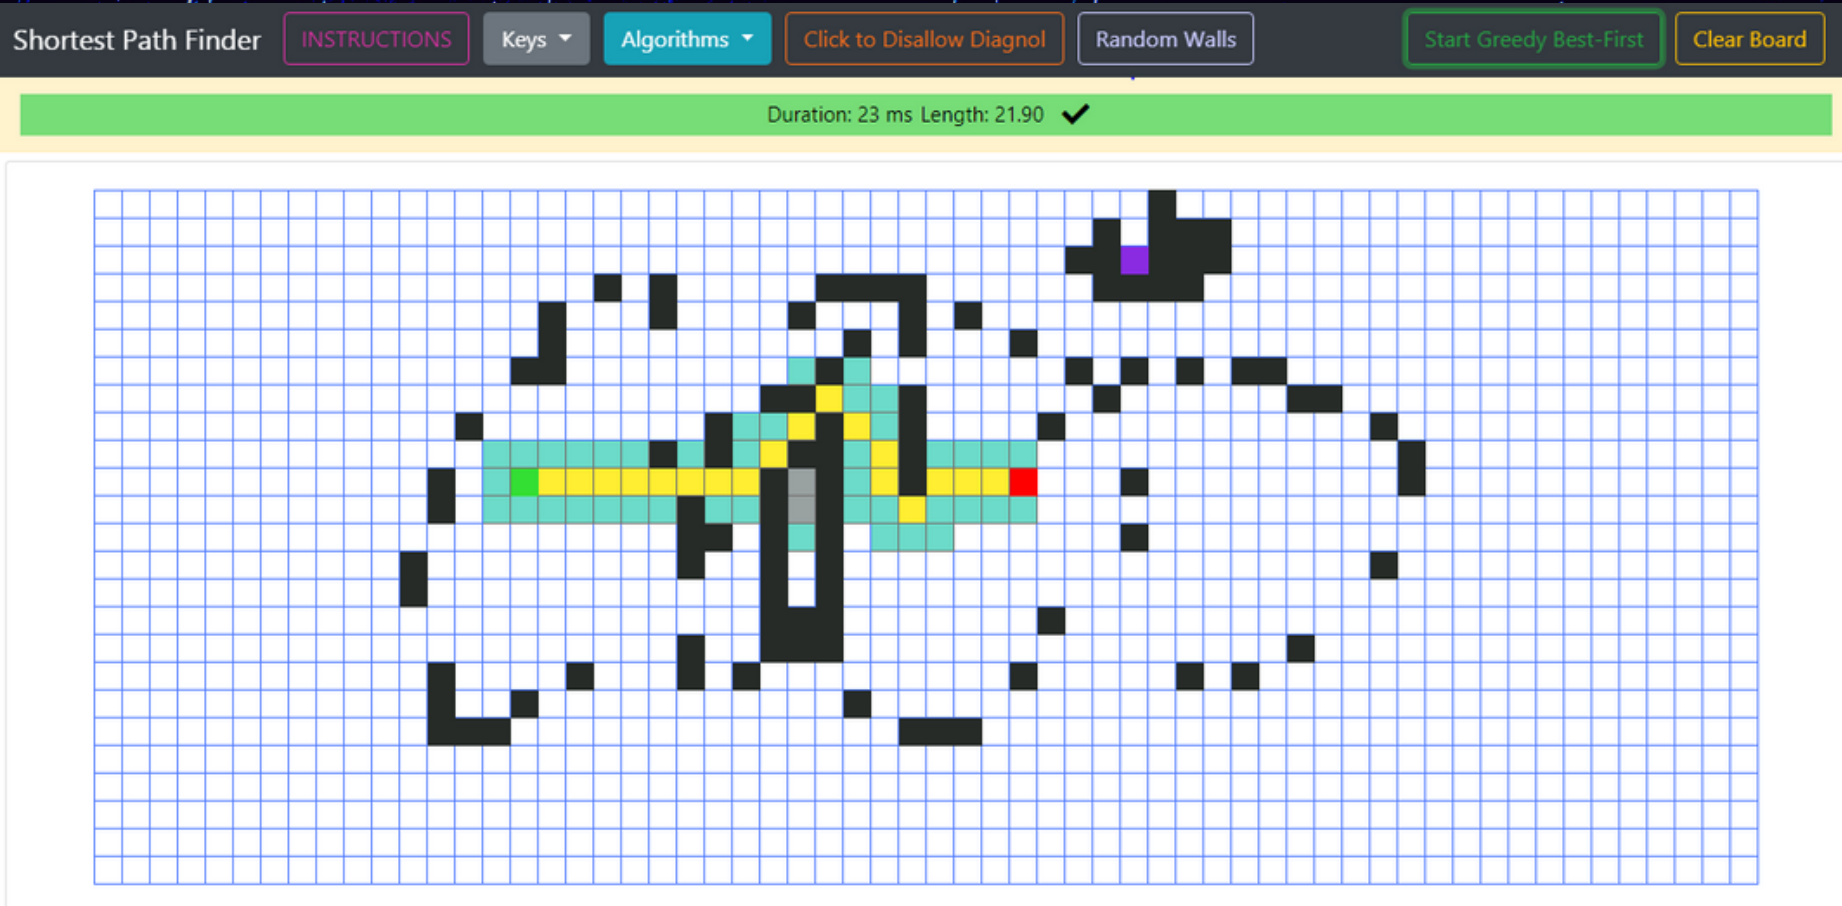 Shortest Path Finder INSTRUCTIONS Keys Algorithms Click to Disallow Diagnol Random Walls Start Greedy Best-First Clear Board
Duration: 23 ms Length: 21.90